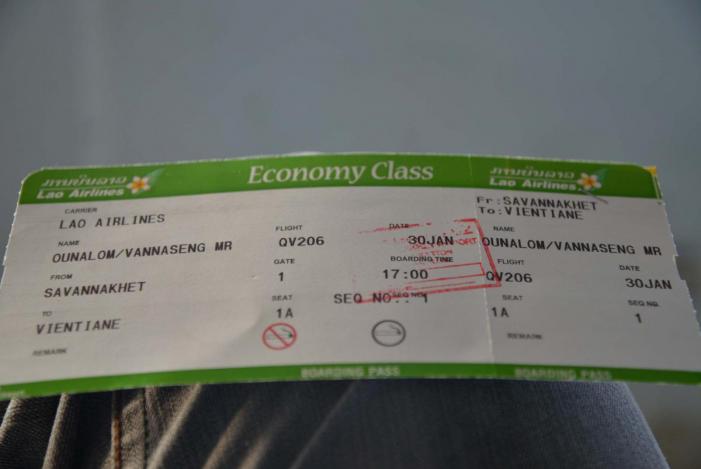 ການບິນລາວ
Lao Airlines
Economy Class
ການບິນລາວ
Lao Airlines
CARRIER
LAO AIRLINES
NAME
OUNALOM/VANNASENG MR
FROM
SAVANNAKHET
TO
VIENTIANE
REMARK
FLIGHT
QV206
DATE
30JAN
GATE
1
BOARDING TIME
17:00
SEAT
1A
SEQ NO. SEQ NO. 1
BOARDING PASS
Fr:SAVANNAKHET
To:VIENTIANE
NAME
OUNALOM/VANNASENG MR
FLIGHT
QV206
DATE
30JAN
SEAT
1A
SEQ NO.
1
REMARK
BOARDING PASS